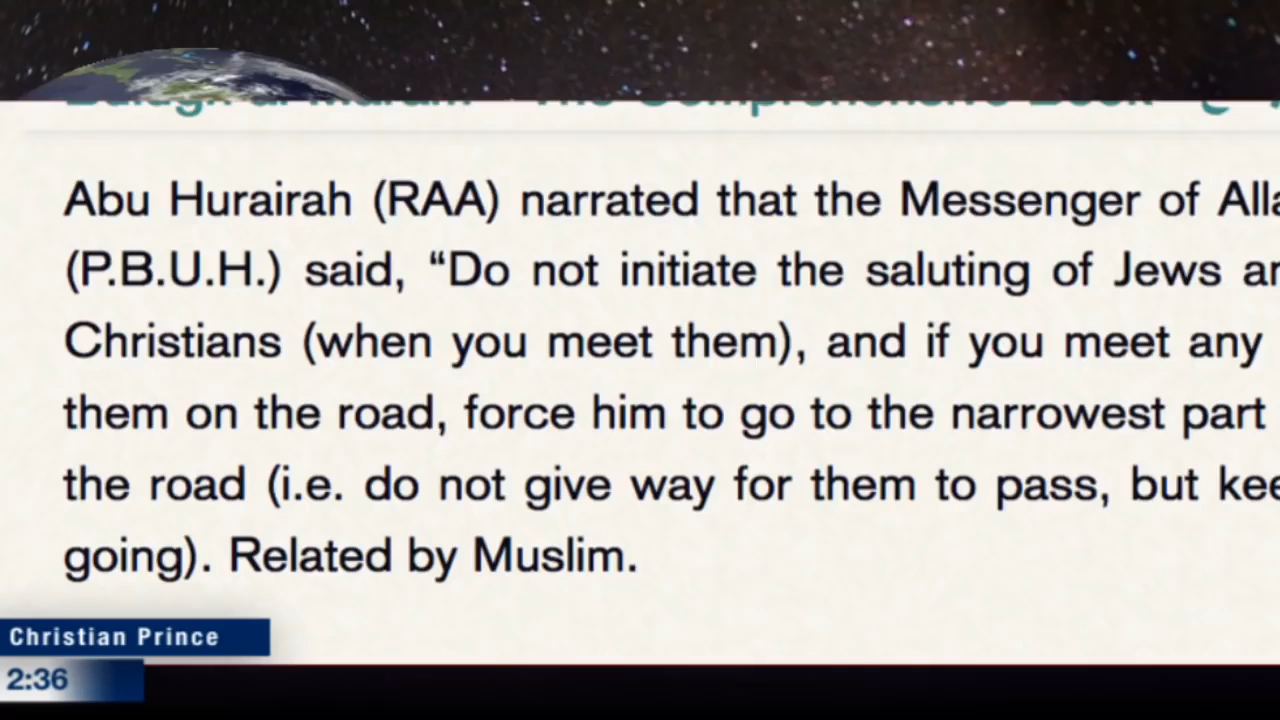 Abu Hurairah (RAA) narrated that the Messenger of
(P.B.U.H.) said, “Do not initiate the saluting of Jews
Christians (when you meet them), and if you meet any
them on the road, force him to go to the narrowest part
the road (i.e. do not give way for them to pass, but
going). Related by Muslim.
Christian Prince
2:36